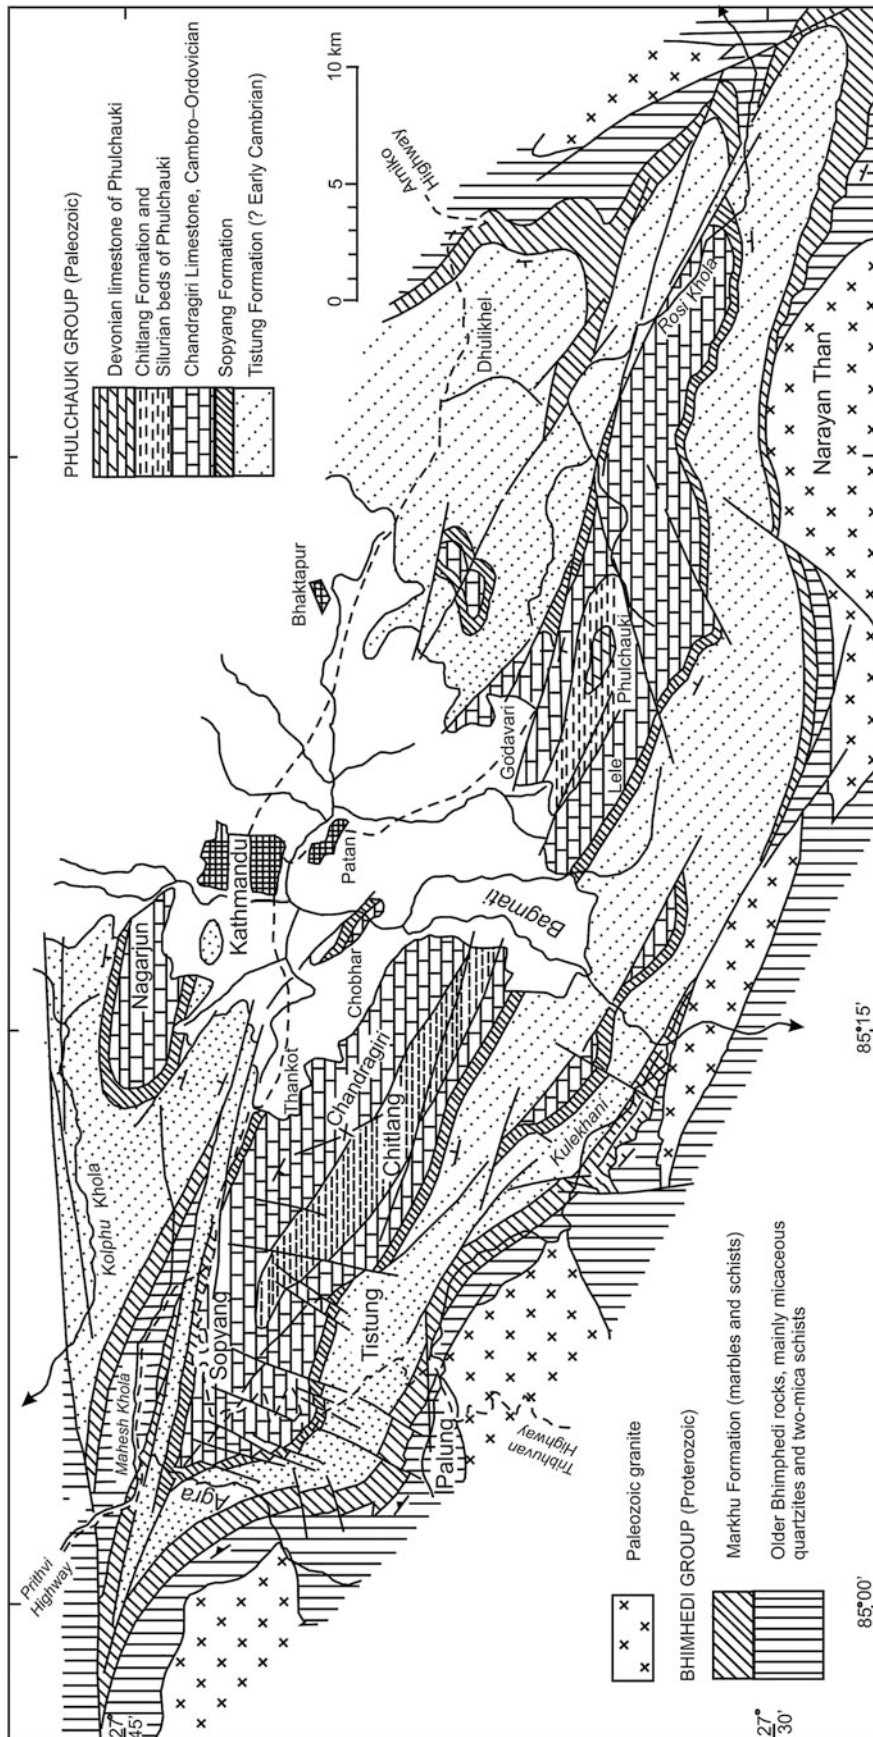 PHULCHAUKI GROUP (Paleozoic)
Devonian limestone of Phulchauki
Chitlang Formation and
Silurian beds of Phulchauki
Chandragiri Limestone, Cambro–Ordovician
Sopyang Formation
Tistung Formation (? Early Cambrian)
0
5
10 km
Prithvi
Highway
Mahesh Khola
Kolphu Khola
Nagarjun
Kathmandu
Bhaktapur
Patan
Arniko
Highway
Dhulikhel
Agra
Sopyang
Thankot
Chobhar
Chandragiri
Chitlang
Bagmati
Godavari
Lele
Phulchauki
Rosi Khola
Palung
Tistung
Kulekhani
Tribhuvan
Highway
Narayan Than
Paleozoic granite
BHIMHEDI GROUP (Proterozoic)
Markhu Formation (marbles and schists)
Older Bhimphedi rocks, mainly micaceous
quartzites and two-mica schists
27°
45'
27°
30'
85°00'
85°15'